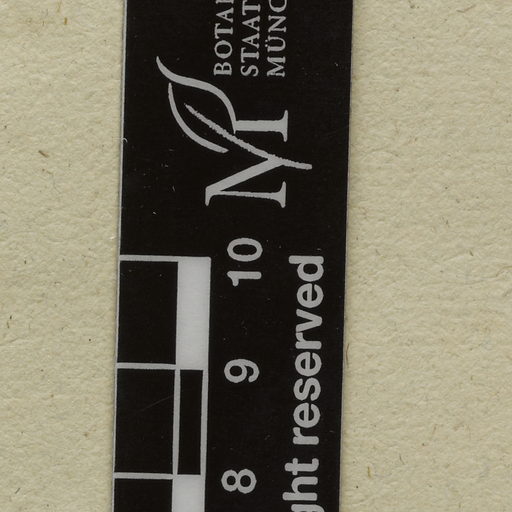 BOTA
STAAT
MÜNC
M
10
9
8
ght reserved